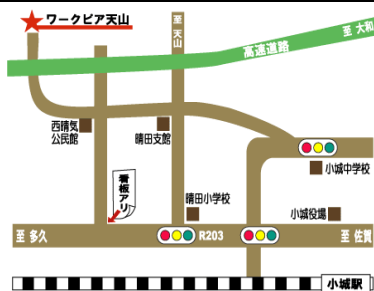 ワークピア天山
至 天山
高速道路
至 大和
西晴気
公民館
晴田支館
看板アリ
晴田小学校
小城中学校
小城役場
至 多久
R203
至 佐賀
小城駅